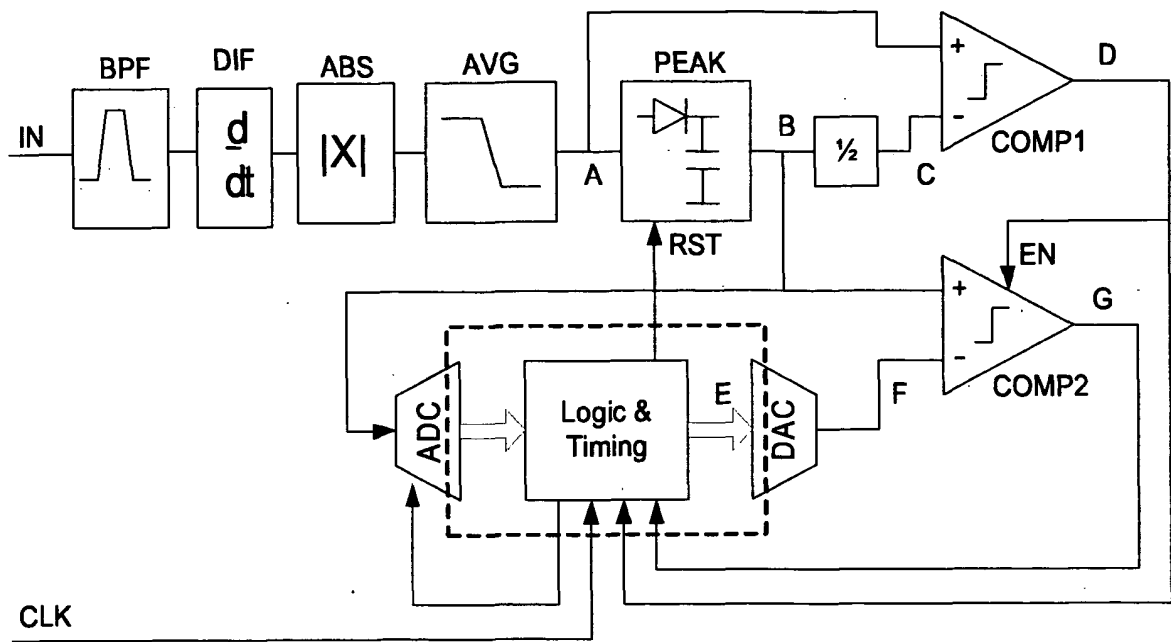 BPF
DIF
ABS
AVG
PEAK
D
IN
d
dt
|X|
A
B
½
C
+
-
COMP1
RST
EN
+
-
G
COMP2
ADC
Logic &
Timing
E
DAC
F
CLK